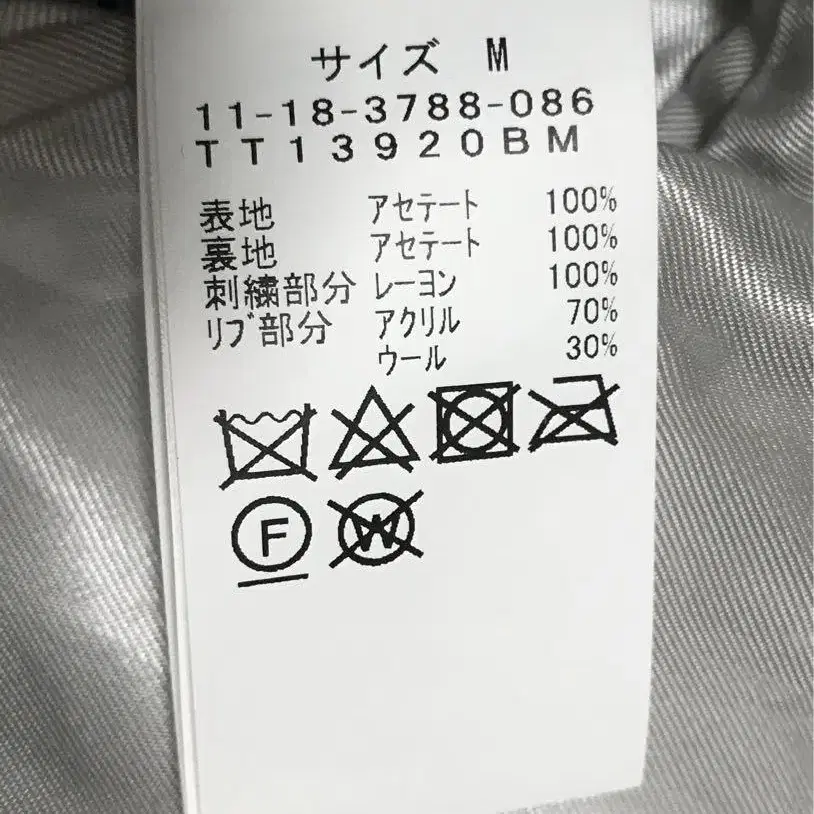 サイズ M
11-18-3788-086
TT13920BM
表地 アセテート 100%
裏地 アセテート 100%
刺繍部分 レーヨン 100%
リブ部分 アクリル 70%
ウール 30%
F W